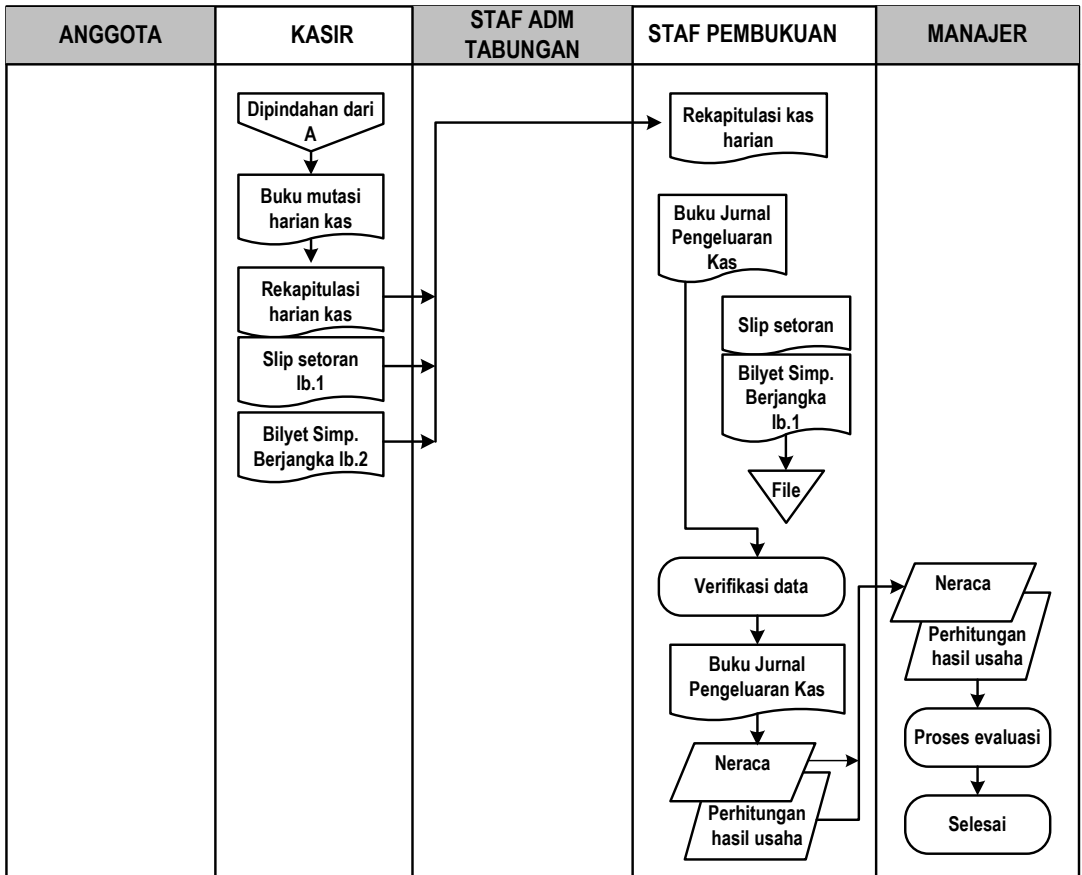 ANGGOTA
KASIR
STAF ADM
TABUNGAN
STAF PEMBUKUAN
MANAJER
Dipindahan dari
A
Buku mutasi
harian kas
Rekapitulasi
harian kas
Slip setoran
lb.1
Bilyet Simp.
Berjangka lb.2
Rekapitulasi kas
harian
Buku Jurnal
Pengeluaran
Kas
Slip setoran
Bilyet Simp.
Berjangka
lb.1
File
Verifikasi data
Buku Jurnal
Pengeluaran Kas
Neraca
Perhitungan
hasil usaha
Neraca
Perhitungan
hasil usaha
Proses evaluasi
Selesai